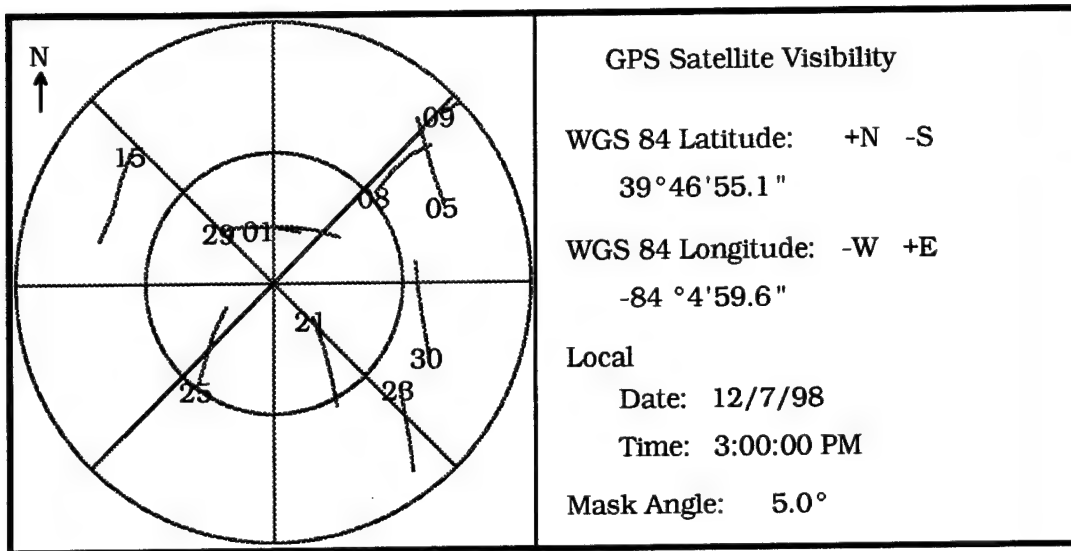 N
09
15
08
05
29 01
21
30
25
23
GPS Satellite Visibility
WGS 84 Latitude: +N -S
39°46'55.1"
WGS 84 Longitude: -W +E
-84 °4'59.6"
Local
Date: 12/7/98
Time: 3:00:00 PM
Mask Angle: 5.0°